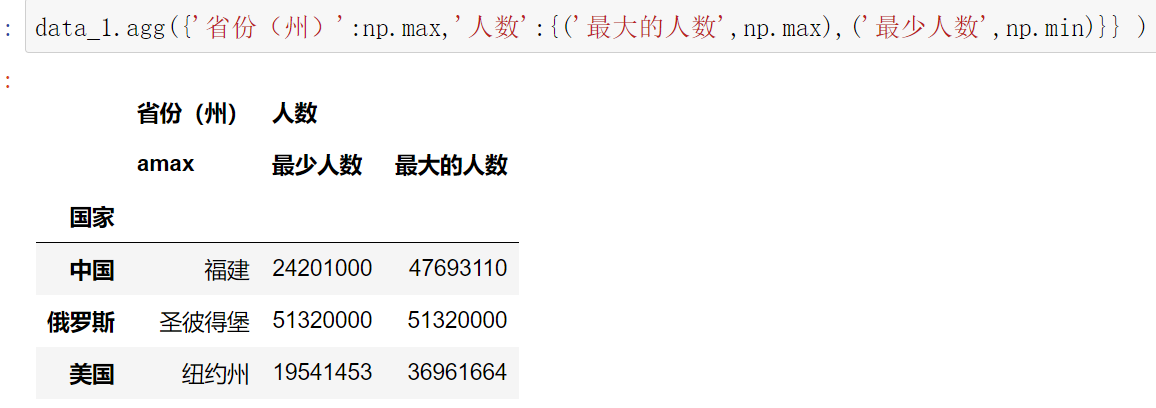 : data_1.agg({'省份（州）':np.max,'人数':{('最大的人数',np.max),('最少人数',np.min)}} )
:
省份（州） 人数
amax 最少人数 最大的人数
国家
中国 福建 24201000 47693110
俄罗斯 圣彼得堡 51320000 51320000
美国 纽约州 19541453 36961664